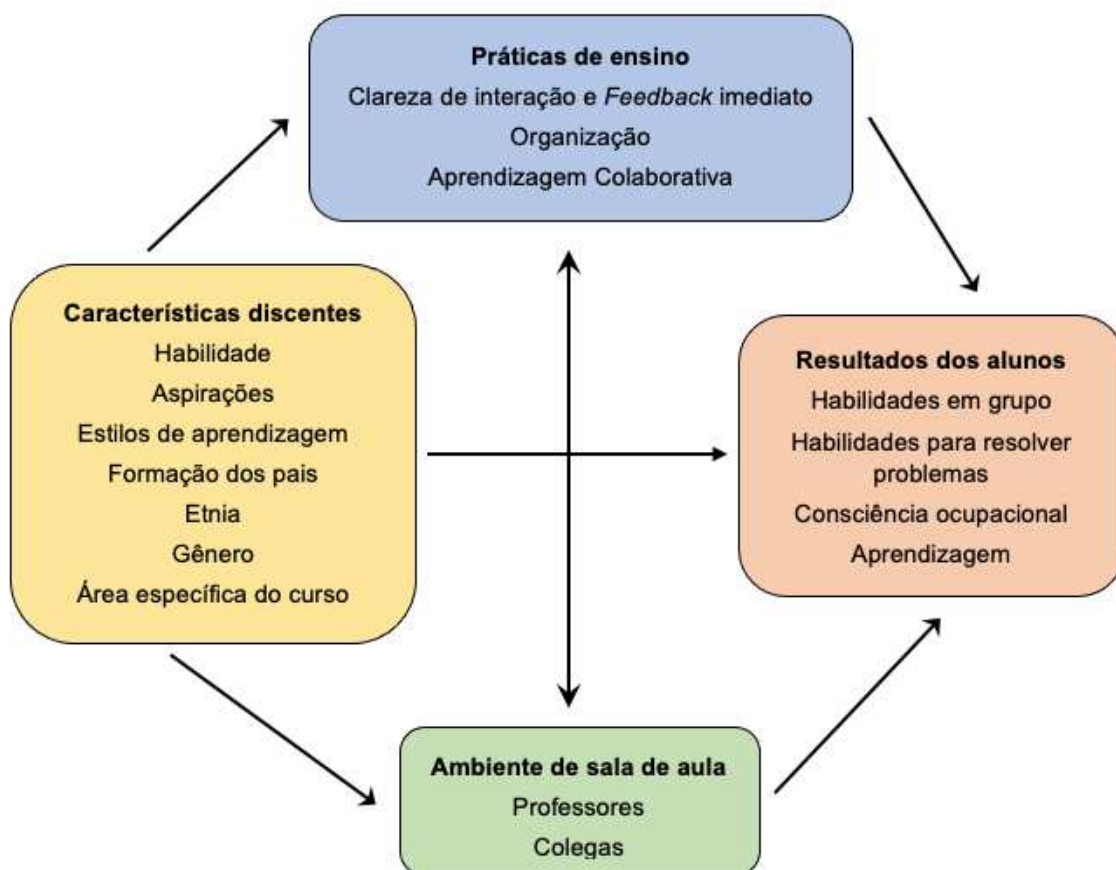 Práticas de ensino
Clareza de interação e Feedback imediato
Organização
Aprendizagem Colaborativa
Características discentes
Habilidade
Aspirações
Estilos de aprendizagem
Formação dos pais
Etnia
Gênero
Área específica do curso
Resultados dos alunos
Habilidades em grupo
Habilidades para resolver
problemas
Consciência ocupacional
Aprendizagem
Ambiente de sala de aula
Professores
Colegas